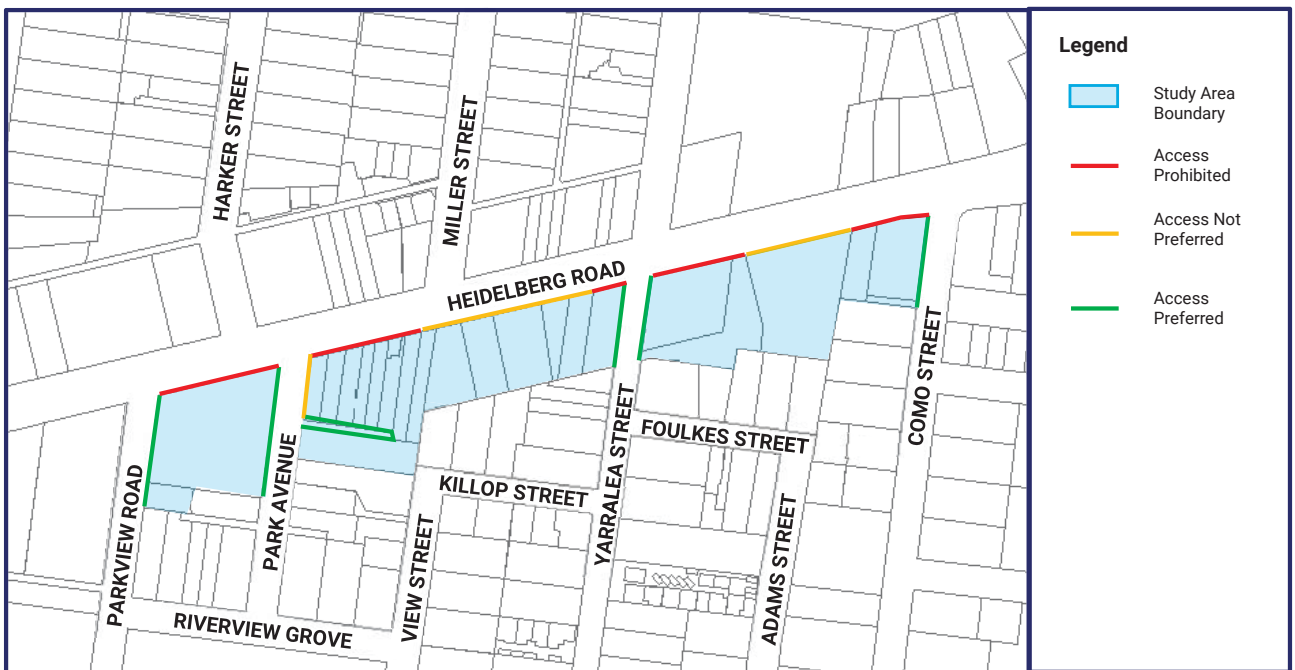 HARKER STREET
MILLER STREET
HEIDELBERG ROAD
COMO STREET
PARKVIEW ROAD
PARK AVENUE
VIEW STREET
KILLOP STREET
YARRALEA STREET
FOULKES STREET
ADAMS STREET
RIVERVIEW GROVE
Legend
Study Area
Boundary
Access
Prohibited
Access Not
Preferred
Access
Preferred